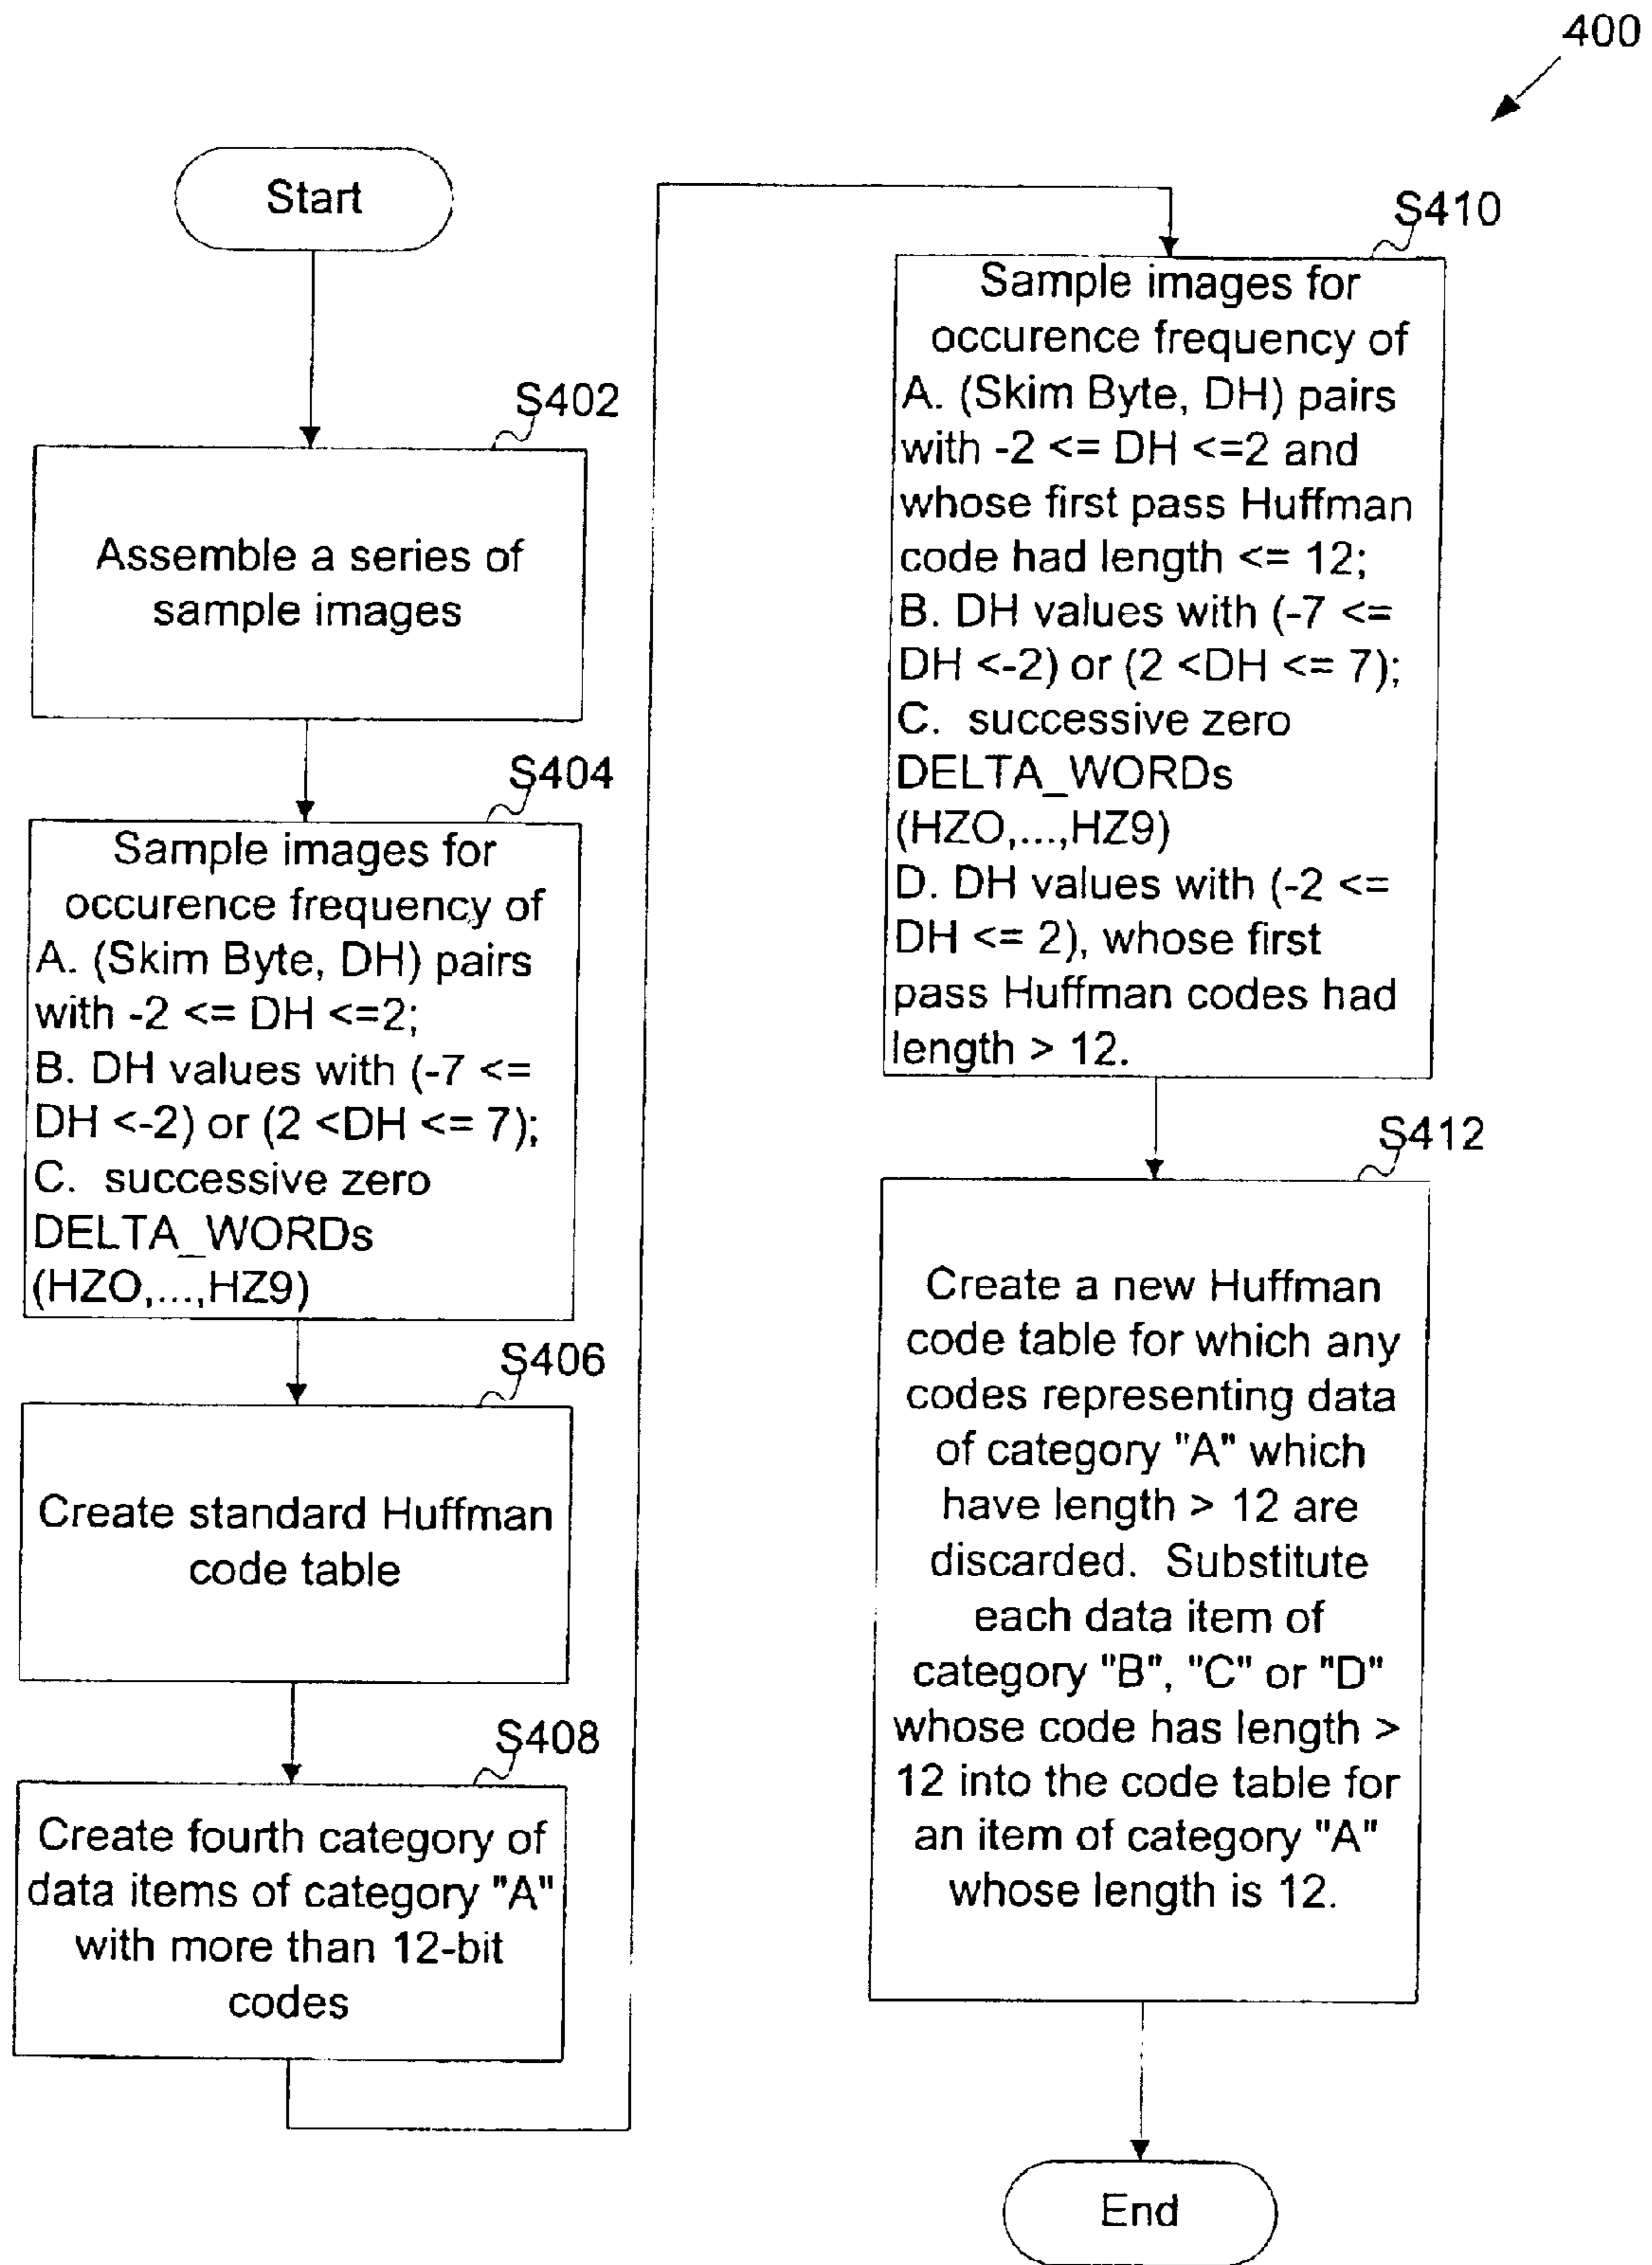 400
Start
S402
Assemble a series of
sample images
S404
Sample images for
occurence frequency of
A. (Skim Byte, DH) pairs
with -2 <= DH <=2;
B. DH values with (-7 <=
DH <-2) or (2 <DH <= 7);
C. successive zero
DELTA_WORDs
(HZO,...,HZ9)
S406
Create standard Huffman
code table
S408
Create fourth category of
data items of category "A"
with more than 12-bit
codes
S410
Sample images for
occurence frequency of
A. (Skim Byte, DH) pairs
with -2 <= DH <=2 and
whose first pass Huffman
code had length <= 12;
B. DH values with (-7 <=
DH <-2) or (2 <DH <= 7);
C. successive zero
DELTA_WORDs
(HZO,...,HZ9)
D. DH values with (-2 <=
DH <= 2), whose first
pass Huffman codes had
length > 12.
S412
Create a new Huffman
code table for which any
codes representing data
of category "A" which
have length > 12 are
discarded. Substitute
each data item of
category "B", "C" or "D"
whose code has length >
12 into the code table for
an item of category "A"
whose length is 12.
End